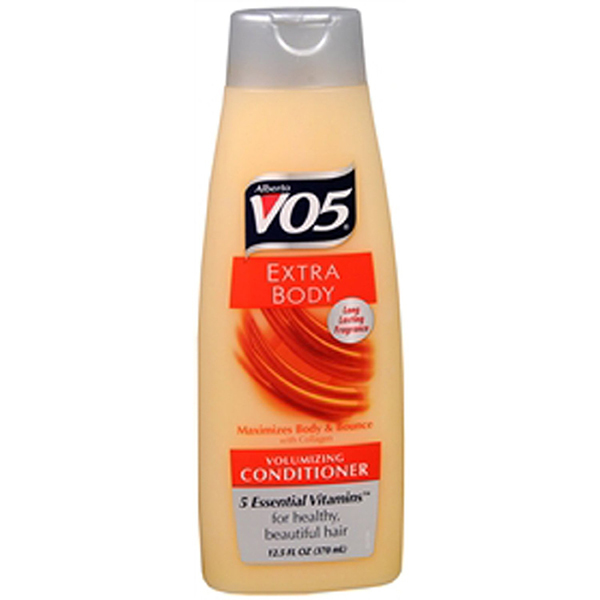 Alberto
VO5®
EXTRA
BODY
Long
Lasting
Fragrance
Maximizes Body & Bounce
with Collagen
VOLUMIZING
CONDITIONER
5 Essential Vitamins™
for healthy,
beautiful hair
12.5 FL OZ (370 mL)